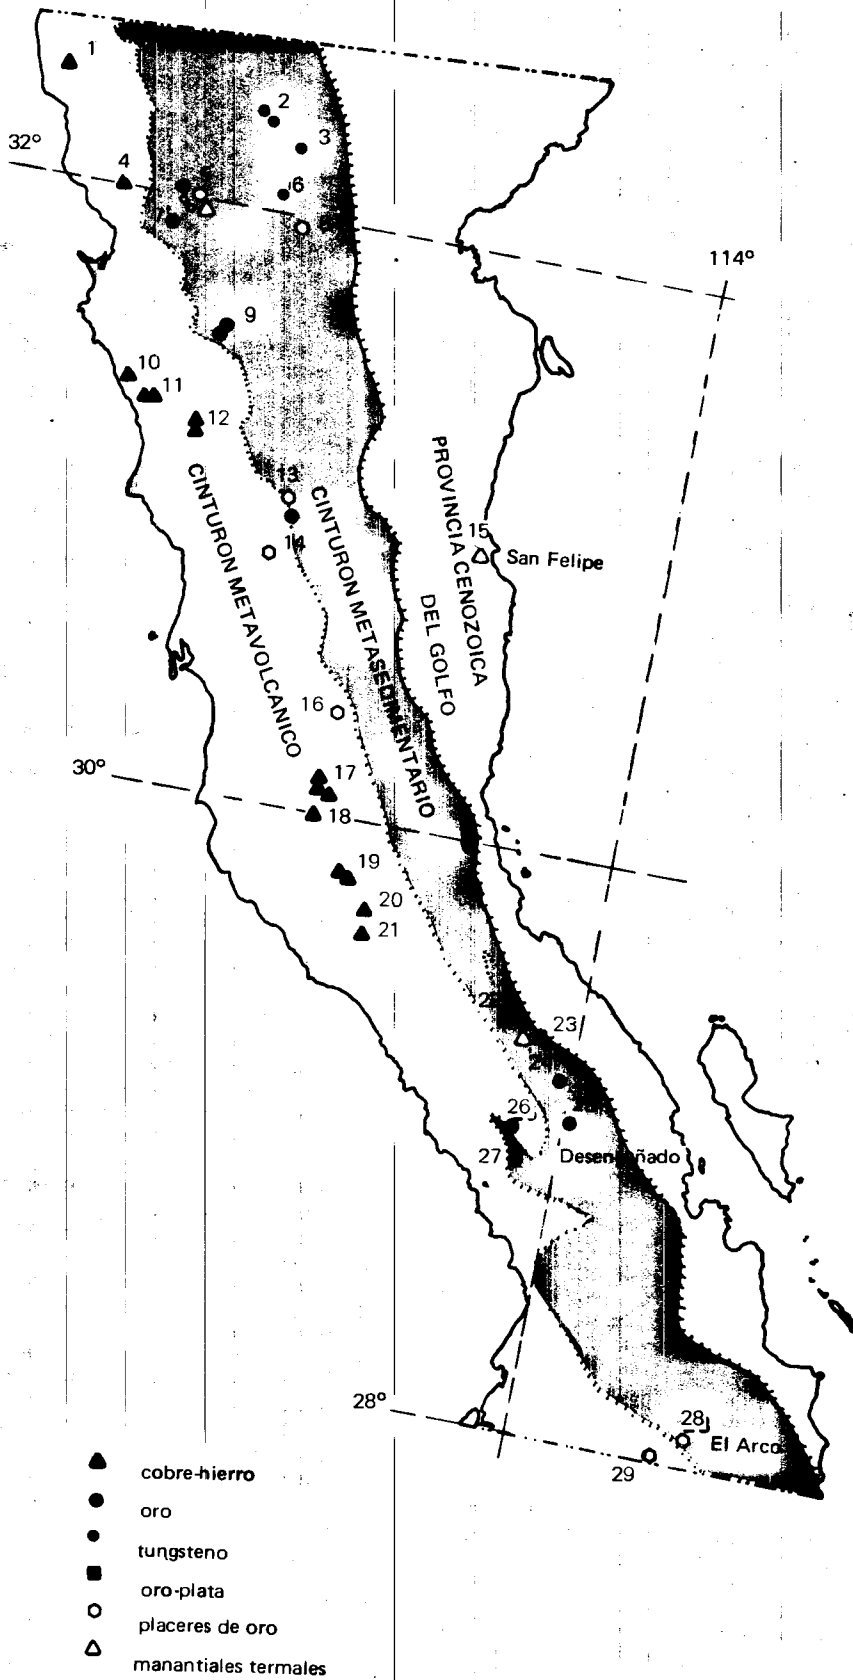 1
2
3
32°
4
6
114°
9
10
11
12
13
14
15
San Felipe
CINTURON METAVOLCANICO
CINTURON METASEDIMENTARIO
PROVINCIA CENOZOICA
DEL GOLFO
16
30°
17
18
19
20
21
23
26
27
28°
28
El Arco
29
cobre-hierro
oro
tungsteno
oro-plata
placeres de oro
manantiales termales